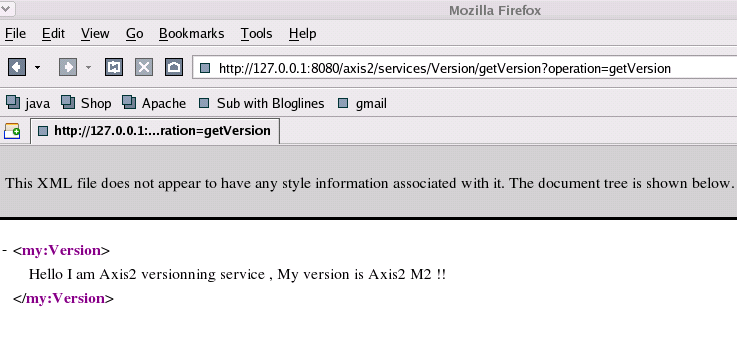 Mozilla Firefox
File Edit View Go Bookmarks Tools Help
http://127.0.0.1:8080/axis2/services/Version/getVersion?operation=getVersion
java Shop Apache Sub with Bloglines gmail
http://127.0.0.1:...ration=getVersion
This XML file does not appear to have any style information associated with it. The document tree is shown below.
- <my:Version>
Hello I am Axis2 versionning service , My version is Axis2 M2 !!
</my:Version>